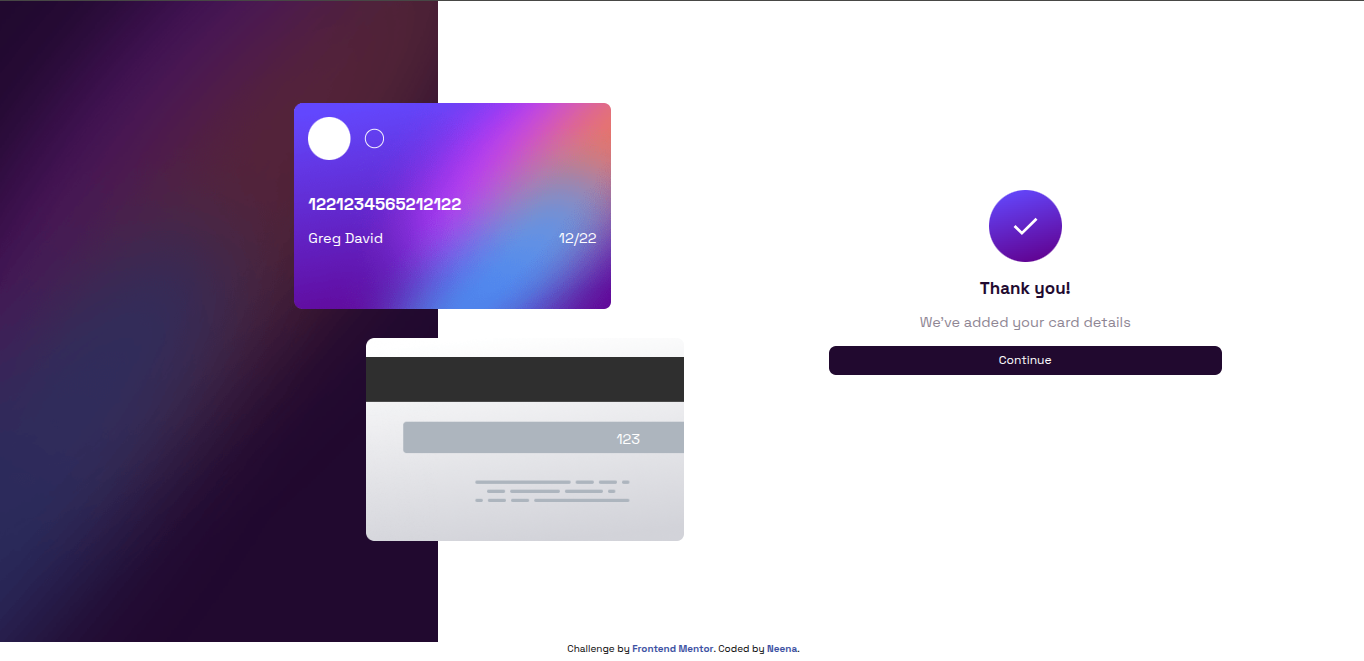 1221234565212122
Greg David 12/22
123
Thank you!
We've added your card details
Continue
Challenge by Frontend Mentor. Coded by Neena.